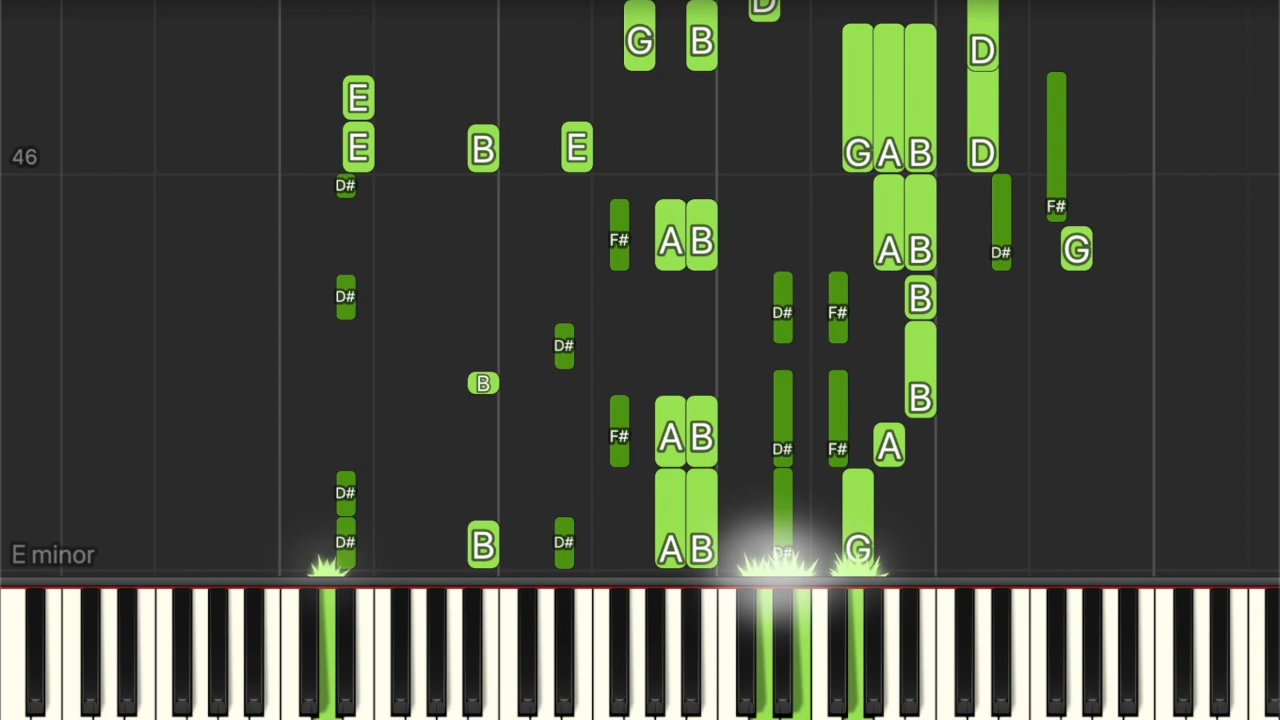 D
G B
D
E
E B E G A B D
46
D#
F#
F# A B A B D# G
D# B
D# F#
D#
B
B
F# A B D# F# A
D#
D# B D# A B D# G
E minor